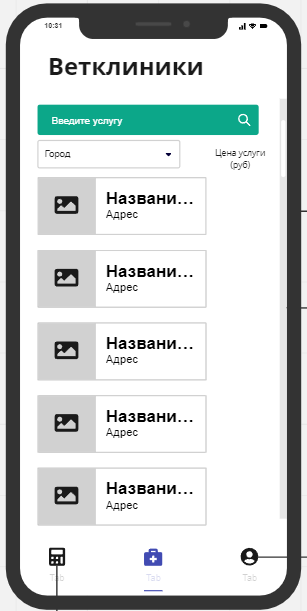 10:31
Ветклиники
Введите услугу
Город
Цена услуги
(руб)
Названи...
Адрес
Названи...
Адрес
Названи...
Адрес
Названи...
Адрес
Названи...
Адрес
Tab
Tab
Tab